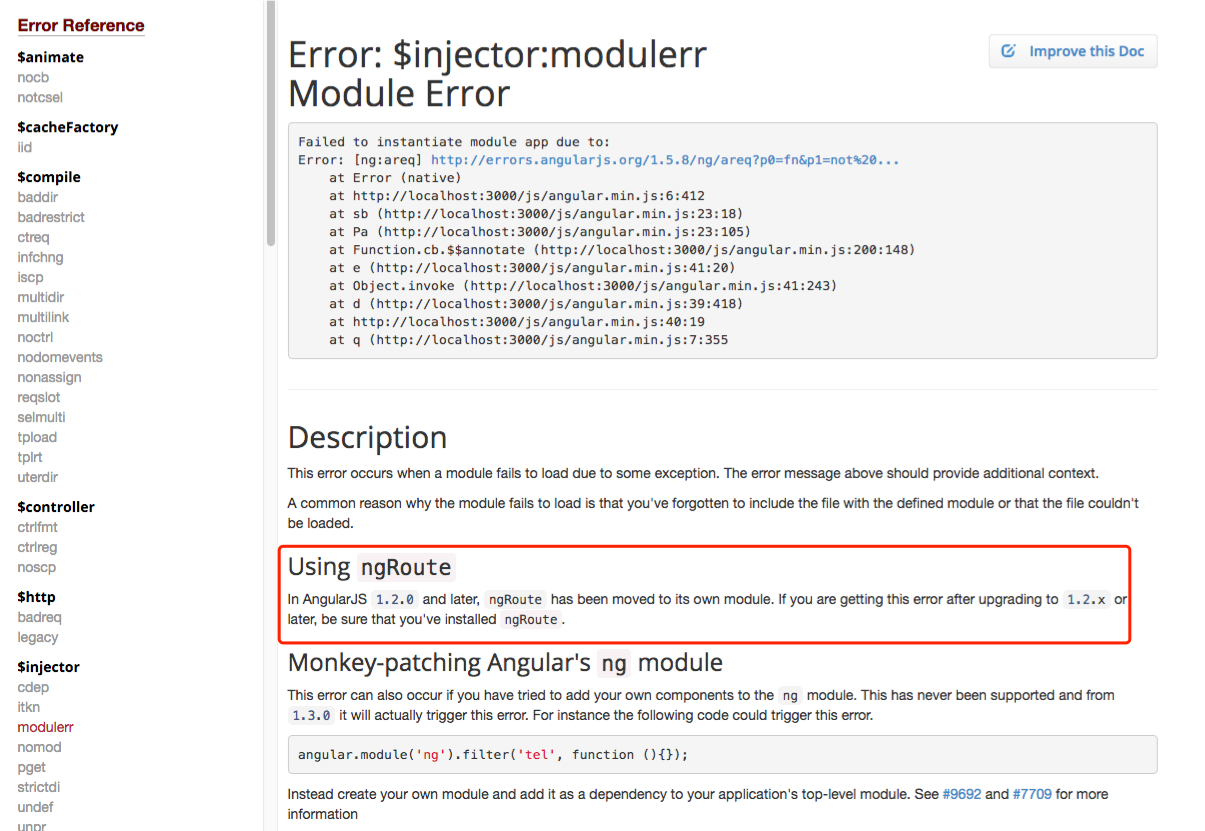 Error Reference
$animate
nocb
notcsel
$cacheFactory
iid
$compile
baddir
badrestrict
ctreq
infchng
iscp
multidir
multilink
noctrl
nodomevents
nonassign
reqslot
selmulti
tpload
tplrt
uterdir
$controller
ctrlfmt
ctrlreg
noscp
$http
badreq
legacy
$injector
cdep
itkn
modulerr
nomod
pget
strictdi
undef
unpr
Error: $injector:modulerr
Module Error
Improve this Doc
Failed to instantiate module app due to:
Error: [ng:areq] http://errors.angularjs.org/1.5.8/ng/areq?p0=fn&p1=not%20...
at Error (native)
at http://localhost:3000/js/angular.min.js:6:412
at sb (http://localhost:3000/js/angular.min.js:23:18)
at Pa (http://localhost:3000/js/angular.min.js:23:105)
at Function.cb.$$annotate (http://localhost:3000/js/angular.min.js:200:148)
at e (http://localhost:3000/js/angular.min.js:41:20)
at Object.invoke (http://localhost:3000/js/angular.min.js:41:243)
at d (http://localhost:3000/js/angular.min.js:39:418)
at http://localhost:3000/js/angular.min.js:40:19
at q (http://localhost:3000/js/angular.min.js:7:355
Description
This error occurs when a module fails to load due to some exception. The error message above should provide additional context.
A common reason why the module fails to load is that you've forgotten to include the file with the defined module or that the file couldn't
be loaded.
Using ngRoute
In AngularJS 1.2.0 and later, ngRoute has been moved to its own module. If you are getting this error after upgrading to 1.2.x or
later, be sure that you've installed ngRoute.
Monkey-patching Angular's ng module
This error can also occur if you have tried to add your own components to the ng module. This has never been supported and from
1.3.0 it will actually trigger this error. For instance the following code could trigger this error.
angular.module('ng').filter('tel', function (){});
Instead create your own module and add it as a dependency to your application's top-level module. See #9692 and #7709 for more
information